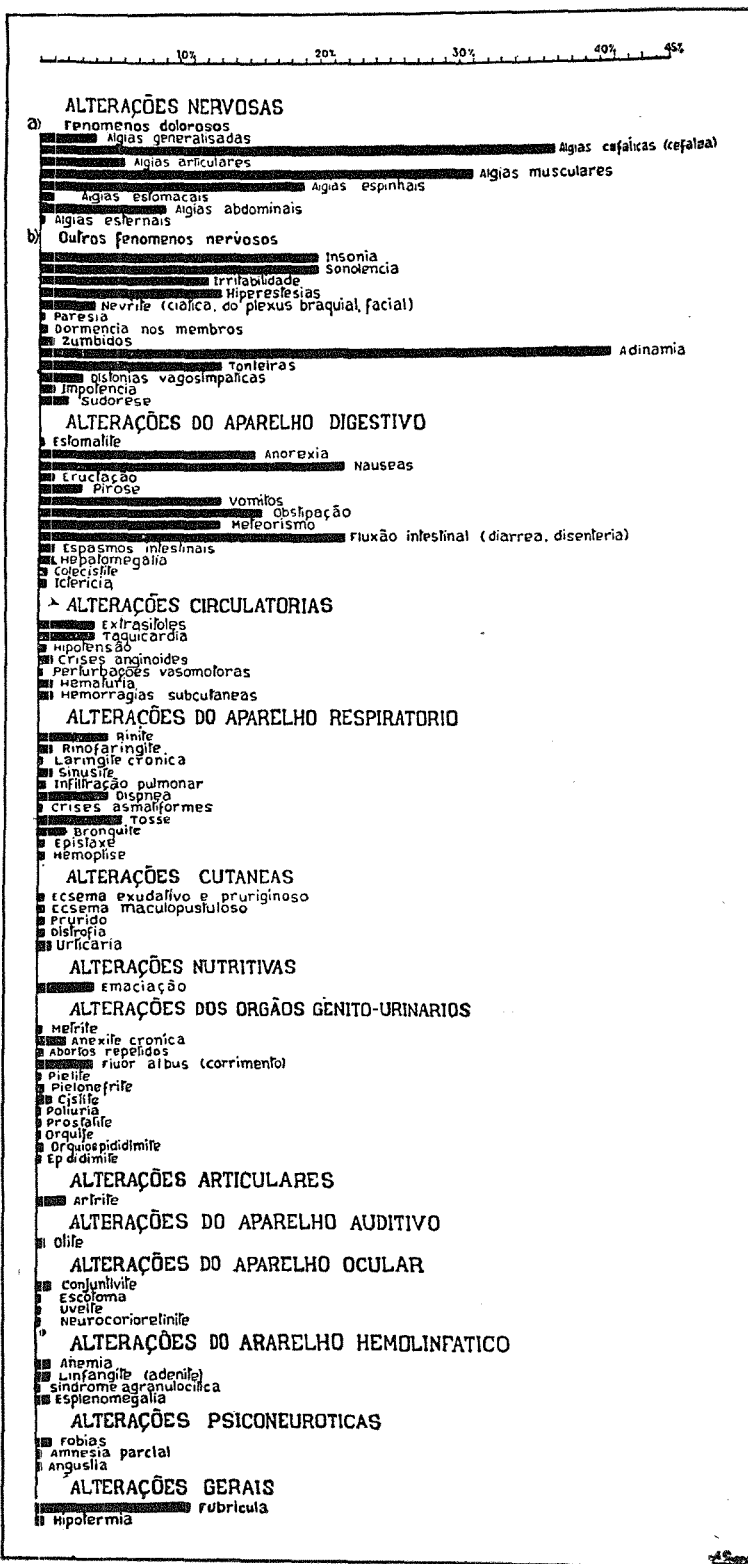 10% 20% 30% 40% 45%
ALTERAÇÕES NERVOSAS
a) Fenomenos dolorosos
Algias generalisadas
Algias cefalicas (cefalea)
Algias articulares
Algias musculares
Algias espinhais
Algias estomacais
Algias abdominais
Algias esternais
b) Outros fenomenos nervosos
Insonia
Sonolencia
Irritabilidade
Hiperestesias
Nevrite (ciatica, do plexus braquial, facial)
Paresia
Dormencia nos membros
Zumbidos
Adinamia
Tonteiras
Distonias vagosimpaticas
Impotencia
Sudorese
ALTERAÇÕES DO APARELHO DIGESTIVO
Estomatite
Anorexia
Nauseas
Eructação
Pirose
Vomitos
Obstipação
Meteorismo
Fluxão intestinal (diarrea, disenteria)
Espasmos intestinais
Hepatomegalia
Colecistite
Ictericia
ALTERAÇÕES CIRCULATORIAS
Extrasitoles
Taquicardia
Hipotensão
Crises anginoides
Perturbações vasomotoras
Hematuria
Hemorragias subcutaneas
ALTERAÇÕES DO APARELHO RESPIRATORIO
Rinite
Rinofaringite
Laringite cronica
Sinusite
Infiltração pulmonar
Dispnea
Crises asmatiformes
Tosse
Bronquite
Epistaxe
Hemoptise
ALTERAÇÕES CUTANEAS
Ecsema exudativo e pruriginoso
Ecsema maculopustuloso
Prurido
Distrofia
Urticaria
ALTERAÇÕES NUTRITIVAS
Emaciação
ALTERAÇÕES DOS ORGÃOS GENITO-URINARIOS
Metrite
Anexite cronica
Abortos repetidos
Fluor albus (corrimento)
Pielite
Pielonefrite
Cistite
Poliuria
Prostatite
Orquite
Orquiospididimite
Epididimite
ALTERAÇÕES ARTICULARES
Artrite
ALTERAÇÕES DO APARELHO AUDITIVO
Otite
ALTERAÇÕES DO APARELHO OCULAR
Conjuntivite
Escotoma
Uveite
Neurocorioretinite
ALTERAÇÕES DO ARARELHO HEMOLINFATICO
Anemia
Linfangite (adenite)
Sindrome agranulocitica
Esplenomegalia
ALTERAÇÕES PSICONEUROTICAS
Fobias
Amnesia parcial
Angustia
ALTERAÇÕES GERAIS
Fubricula
Hipotermia